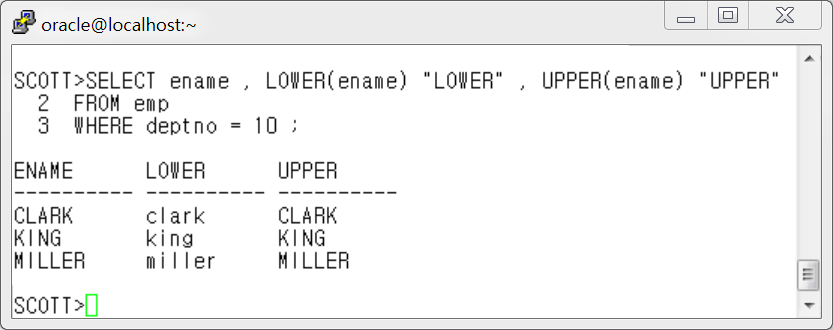 oracle@localhost:~
SCOTT>SELECT ename , LOWER(ename) "LOWER" , UPPER(ename) "UPPER"
  2  FROM emp
  3  WHERE deptno = 10 ;
ENAME      LOWER      UPPER
---------- ---------- ----------
CLARK      clark      CLARK
KING       king       KING
MILLER     miller     MILLER
SCOTT>